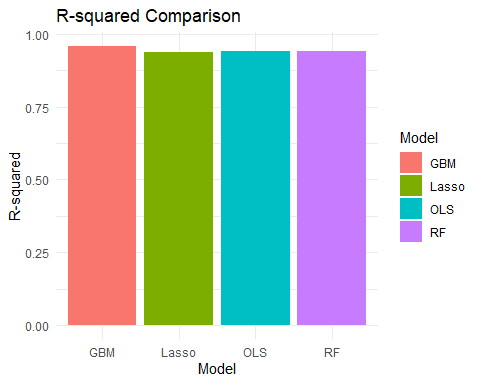 R-squared Comparison
1.00
0.75
0.50
0.25
0.00
R-squared
GBM Lasso OLS RF
Model
Model
GBM
Lasso
OLS
RF